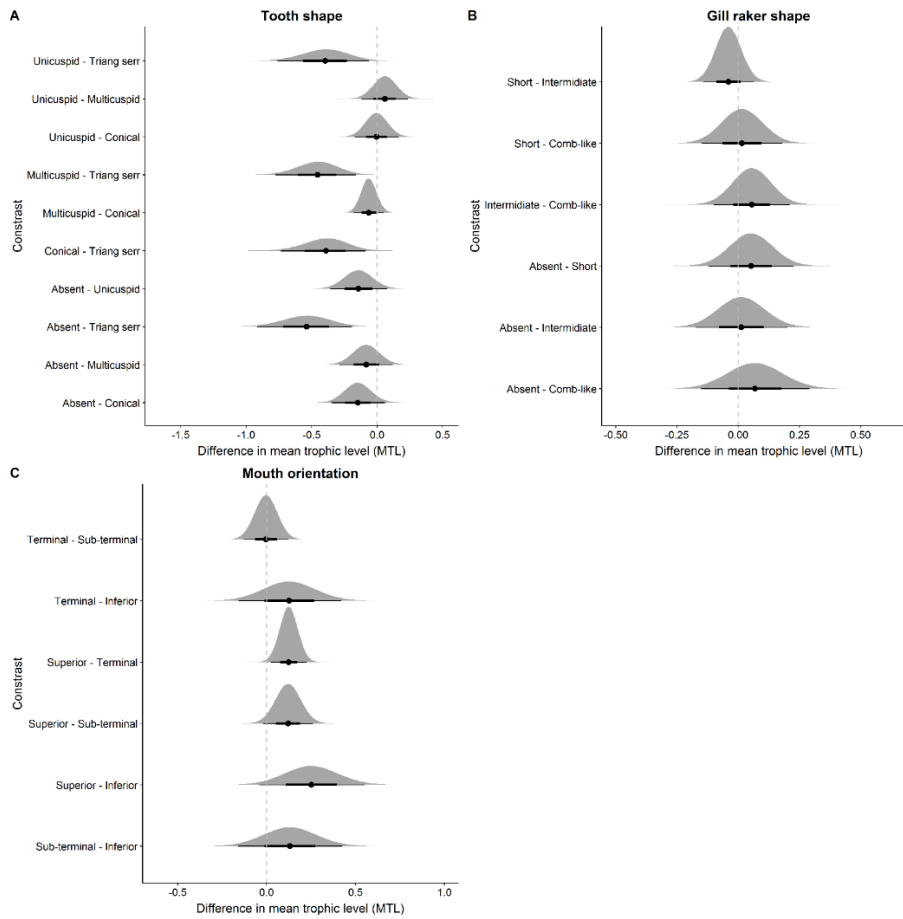 A
Tooth shape
Constrast
Unicuspid - Triang serr
Unicuspid - Multicuspid
Unicuspid - Conical
Multicuspid - Triang serr
Multicuspid - Conical
Conical - Triang serr
Absent - Unicuspid
Absent - Triang serr
Absent - Multicuspid
Absent - Conical
-1.5 -1.0 -0.5 0.0 0.5
Difference in mean trophic level (MTL)
B
Gill raker shape
Constrast
Short - Intermidiate
Short - Comb-like
Intermidiate - Comb-like
Absent - Short
Absent - Intermidiate
Absent - Comb-like
-0.50 -0.25 0.00 0.25 0.50
Difference in mean trophic level (MTL)
C
Mouth orientation
Constrast
Terminal - Sub-terminal
Terminal - Inferior
Superior - Terminal
Superior - Sub-terminal
Superior - Inferior
Sub-terminal - Inferior
-0.5 0.0 0.5 1.0
Difference in mean trophic level (MTL)